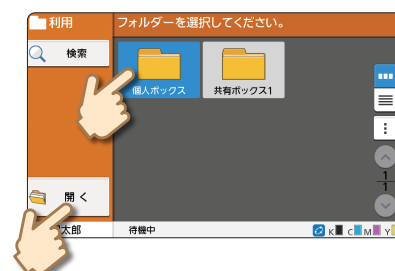 利用
フォルダーを選択してください。
検索
個人ボックス
共有ボックス1
1
1
開く
太郎
待機中
K C M Y